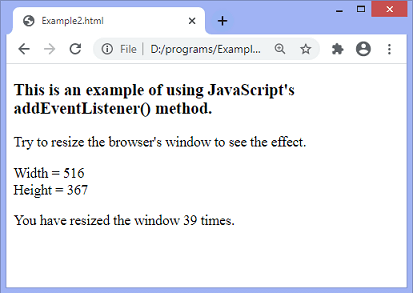 Example2.html
File | D:/programs/Exampl...
This is an example of using JavaScript's
addEventListener() method.
Try to resize the browser's window to see the effect.
Width = 516
Height = 367
You have resized the window 39 times.